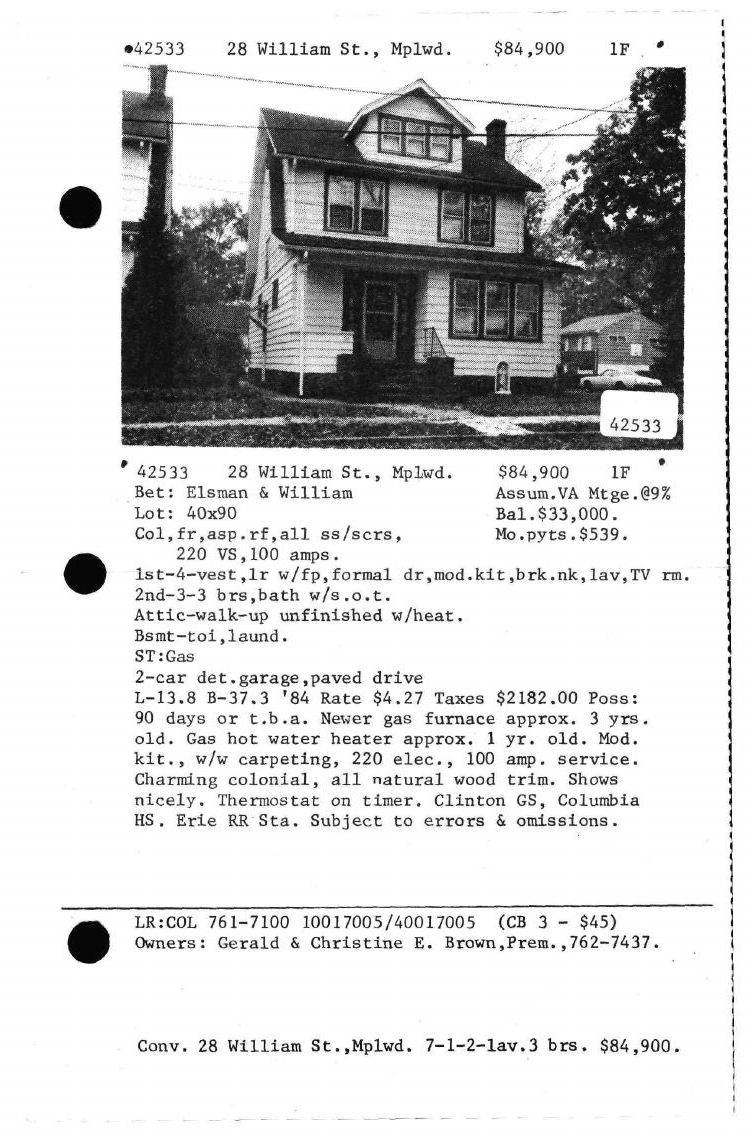 42533 28 William St., Mplwd. $84,900 1F
42533
42533 28 William St., Mplwd. $84,900 1F
Bet: Elsman & William Assum.VA Mtge.@9%
Lot: 40x90 Bal.$33,000.
Col,fr,asp.rf,all ss/scrs, Mo.pyts.$539.
220 VS,100 amps.
1st-4-vest,lr w/fp,formal dr,mod.kit,brk.nk,lav,TV rm.
2nd-3-3 brs,bath w/s.o.t.
Attic-walk-up unfinished w/heat.
Bsmt-toi,laund.
ST:Gas
2-car det.garage,paved drive
L-13.8 B-37.3 '84 Rate $4.27 Taxes $2182.00 Poss:
90 days or t.b.a. Newer gas furnace approx. 3 yrs.
old. Gas hot water heater approx. 1 yr. old. Mod.
kit., w/w carpeting, 220 elec., 100 amp. service.
Charming colonial, all natural wood trim. Shows
nicely. Thermostat on timer. Clinton GS, Columbia
HS. Erie RR Sta. Subject to errors & omissions.
LR:COL 761-7100 10017005/40017005 (CB 3 - $45)
Owners: Gerald & Christine E. Brown,Prem.,762-7437.
Conv. 28 William St.,Mplwd. 7-1-2-lav.3 brs. $84,900.